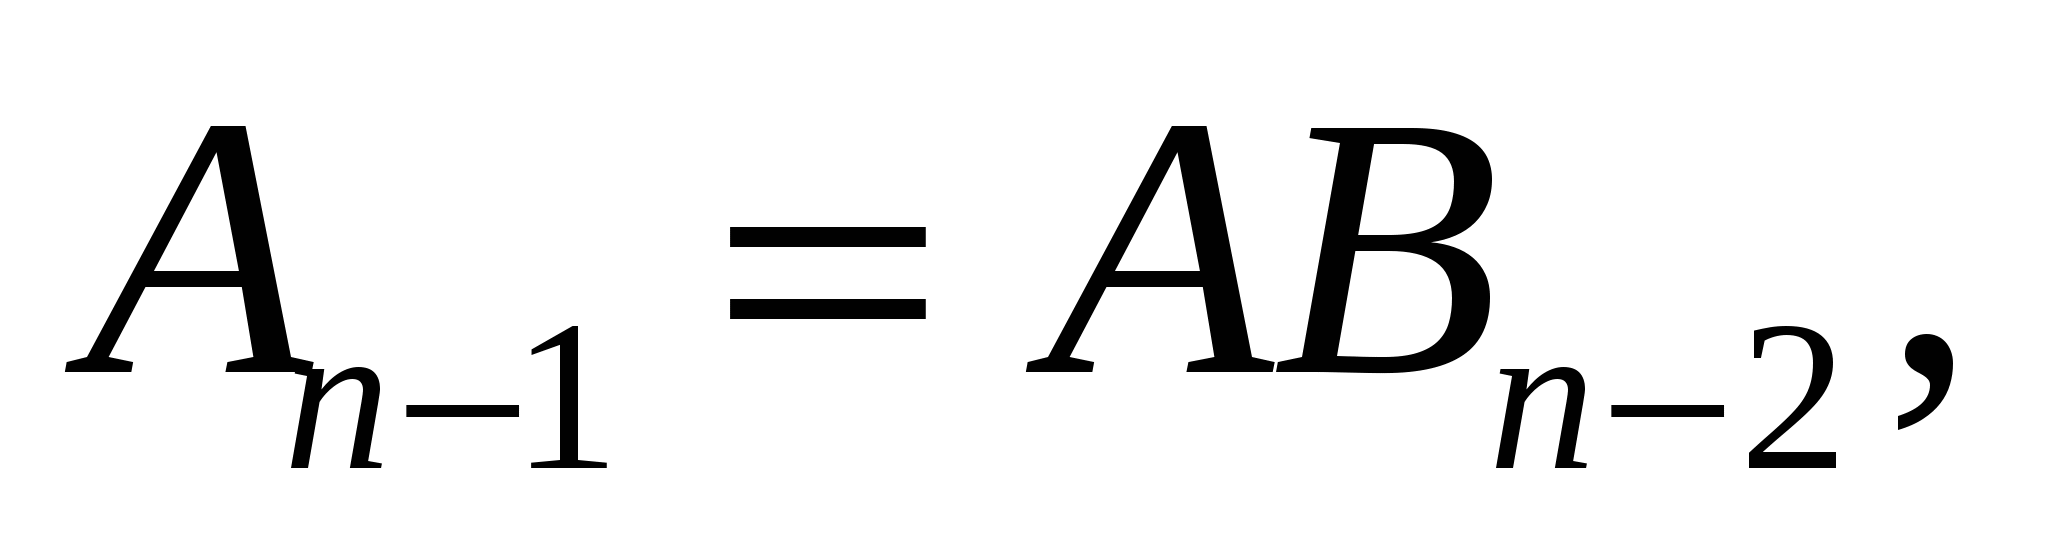 A_{n−1} = AB_{n−2},